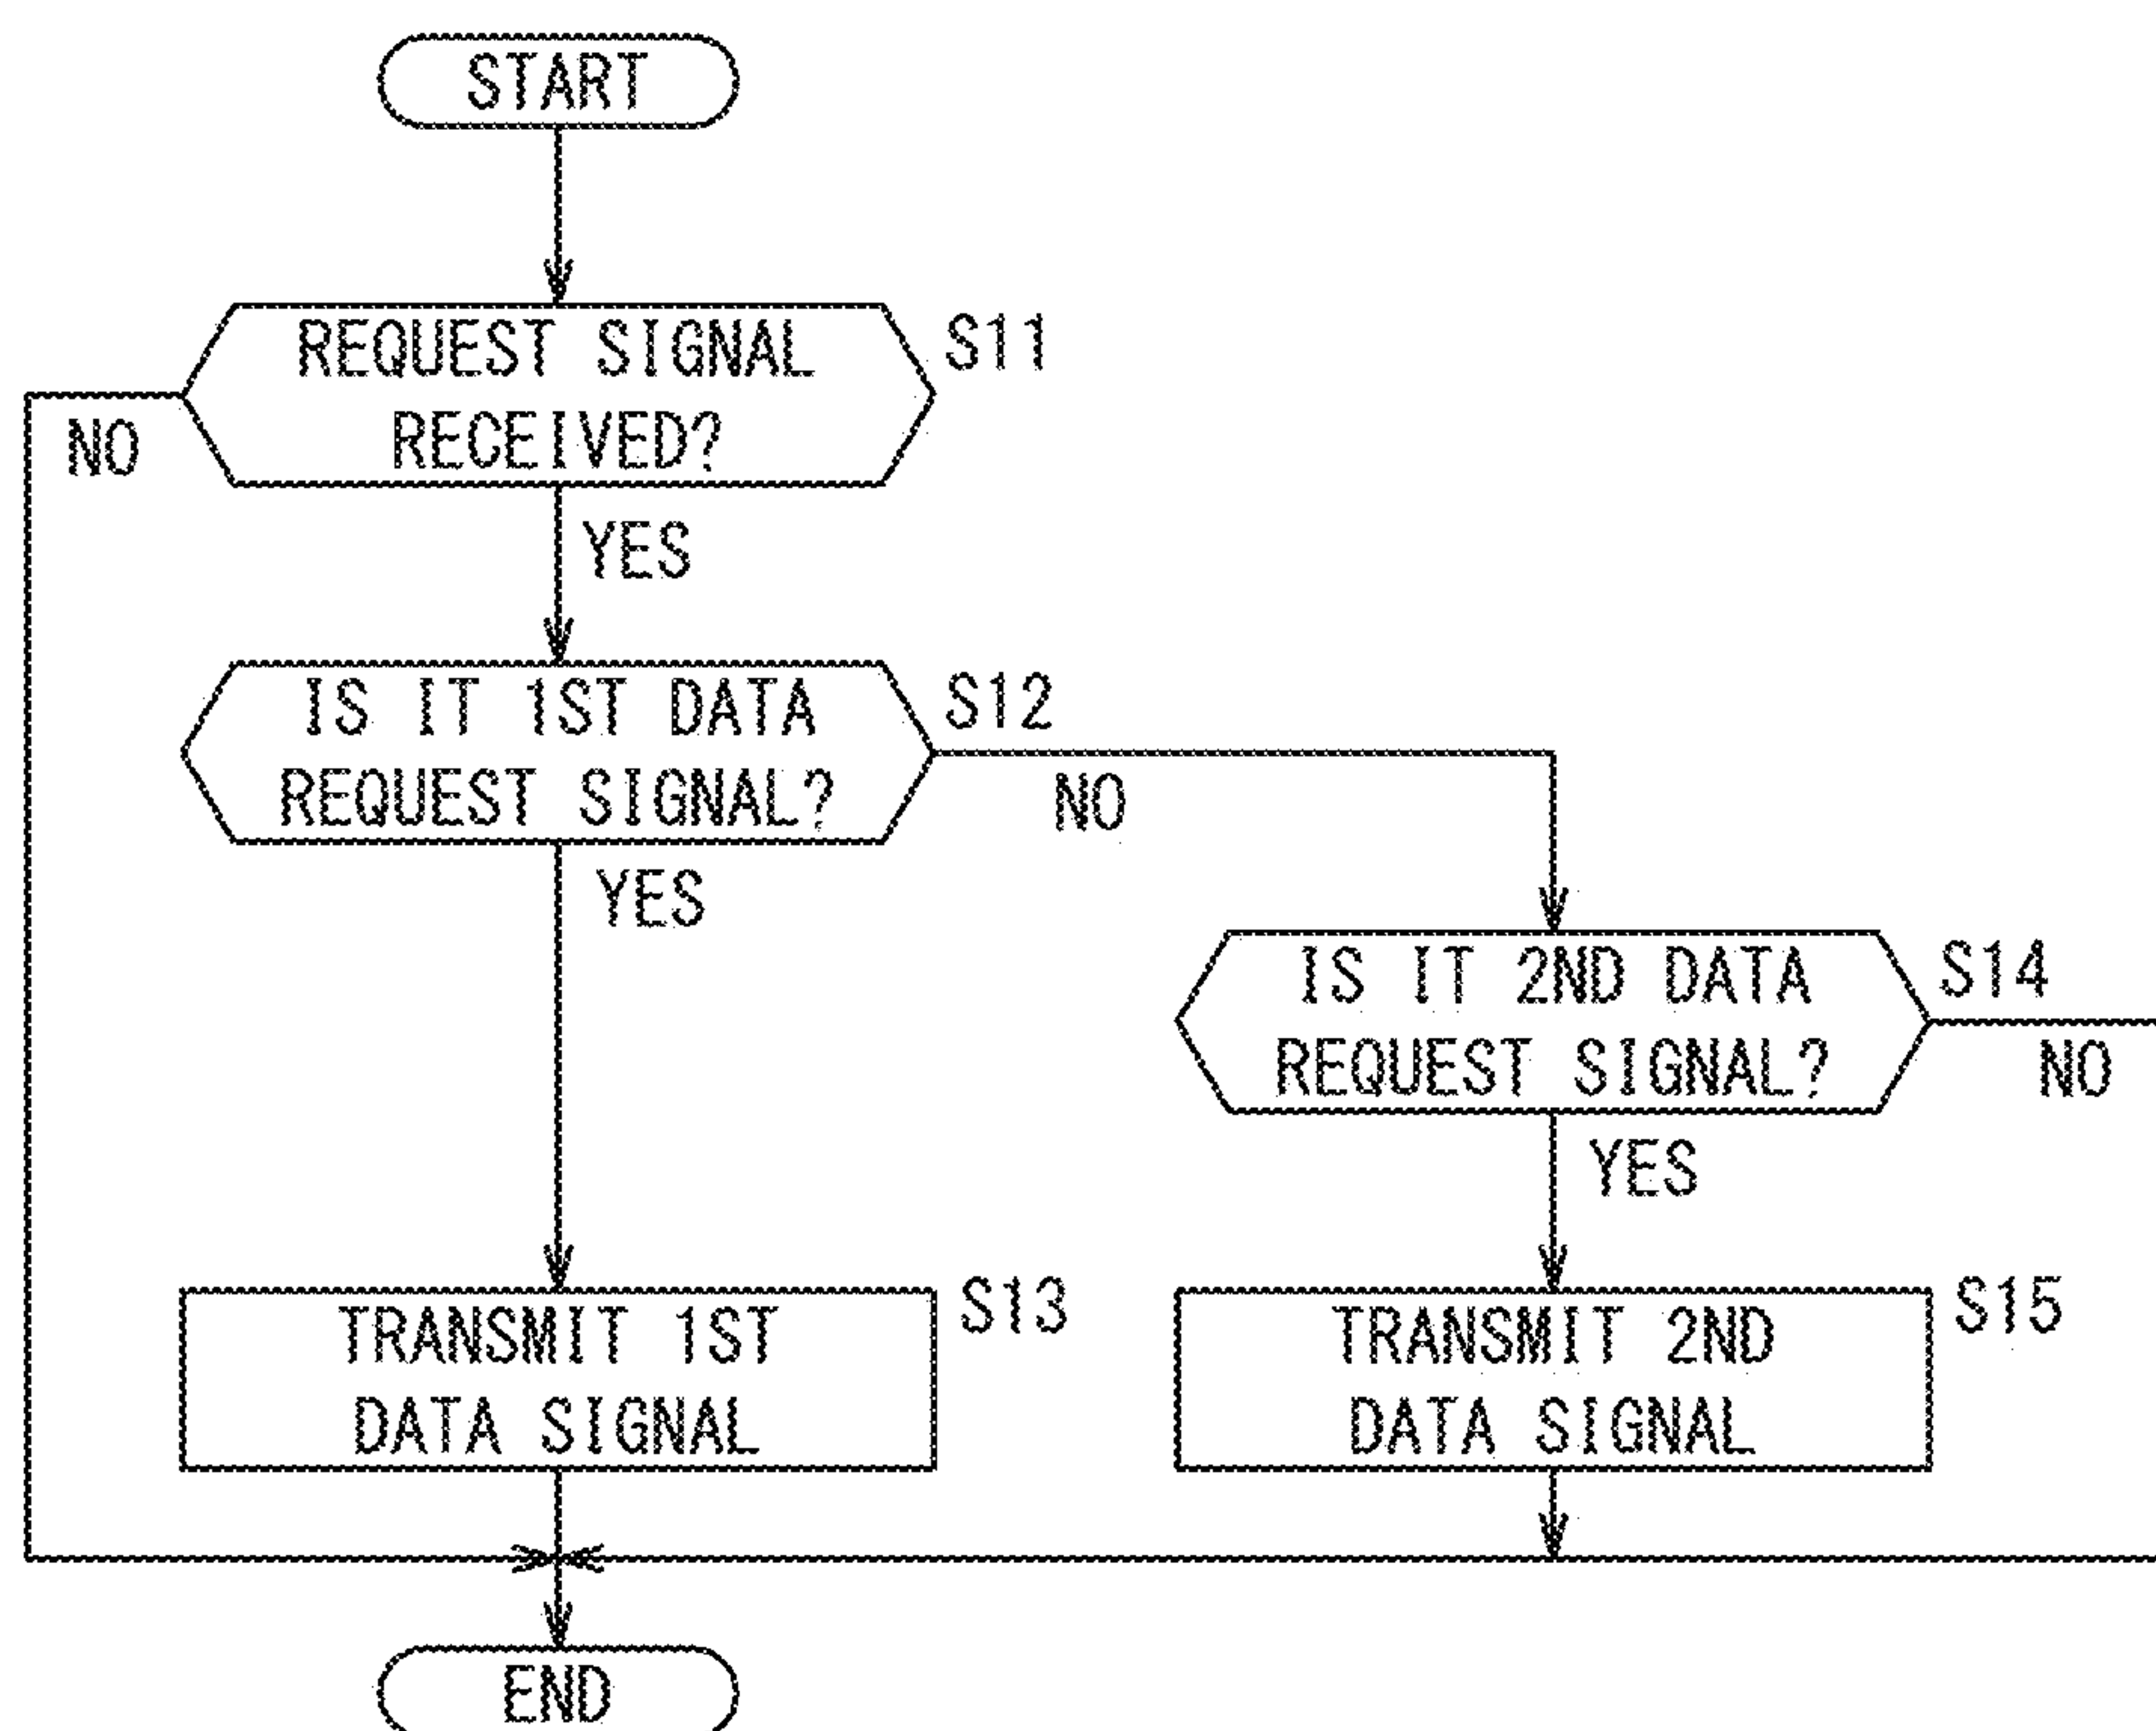 START
REQUEST SIGNAL
RECEIVED?
S11
NO
YES
IS IT 1ST DATA
REQUEST SIGNAL?
S12
NO
YES
IS IT 2ND DATA
REQUEST SIGNAL?
S14
NO
YES
TRANSMIT 1ST
DATA SIGNAL
S13
TRANSMIT 2ND
DATA SIGNAL
S15
END